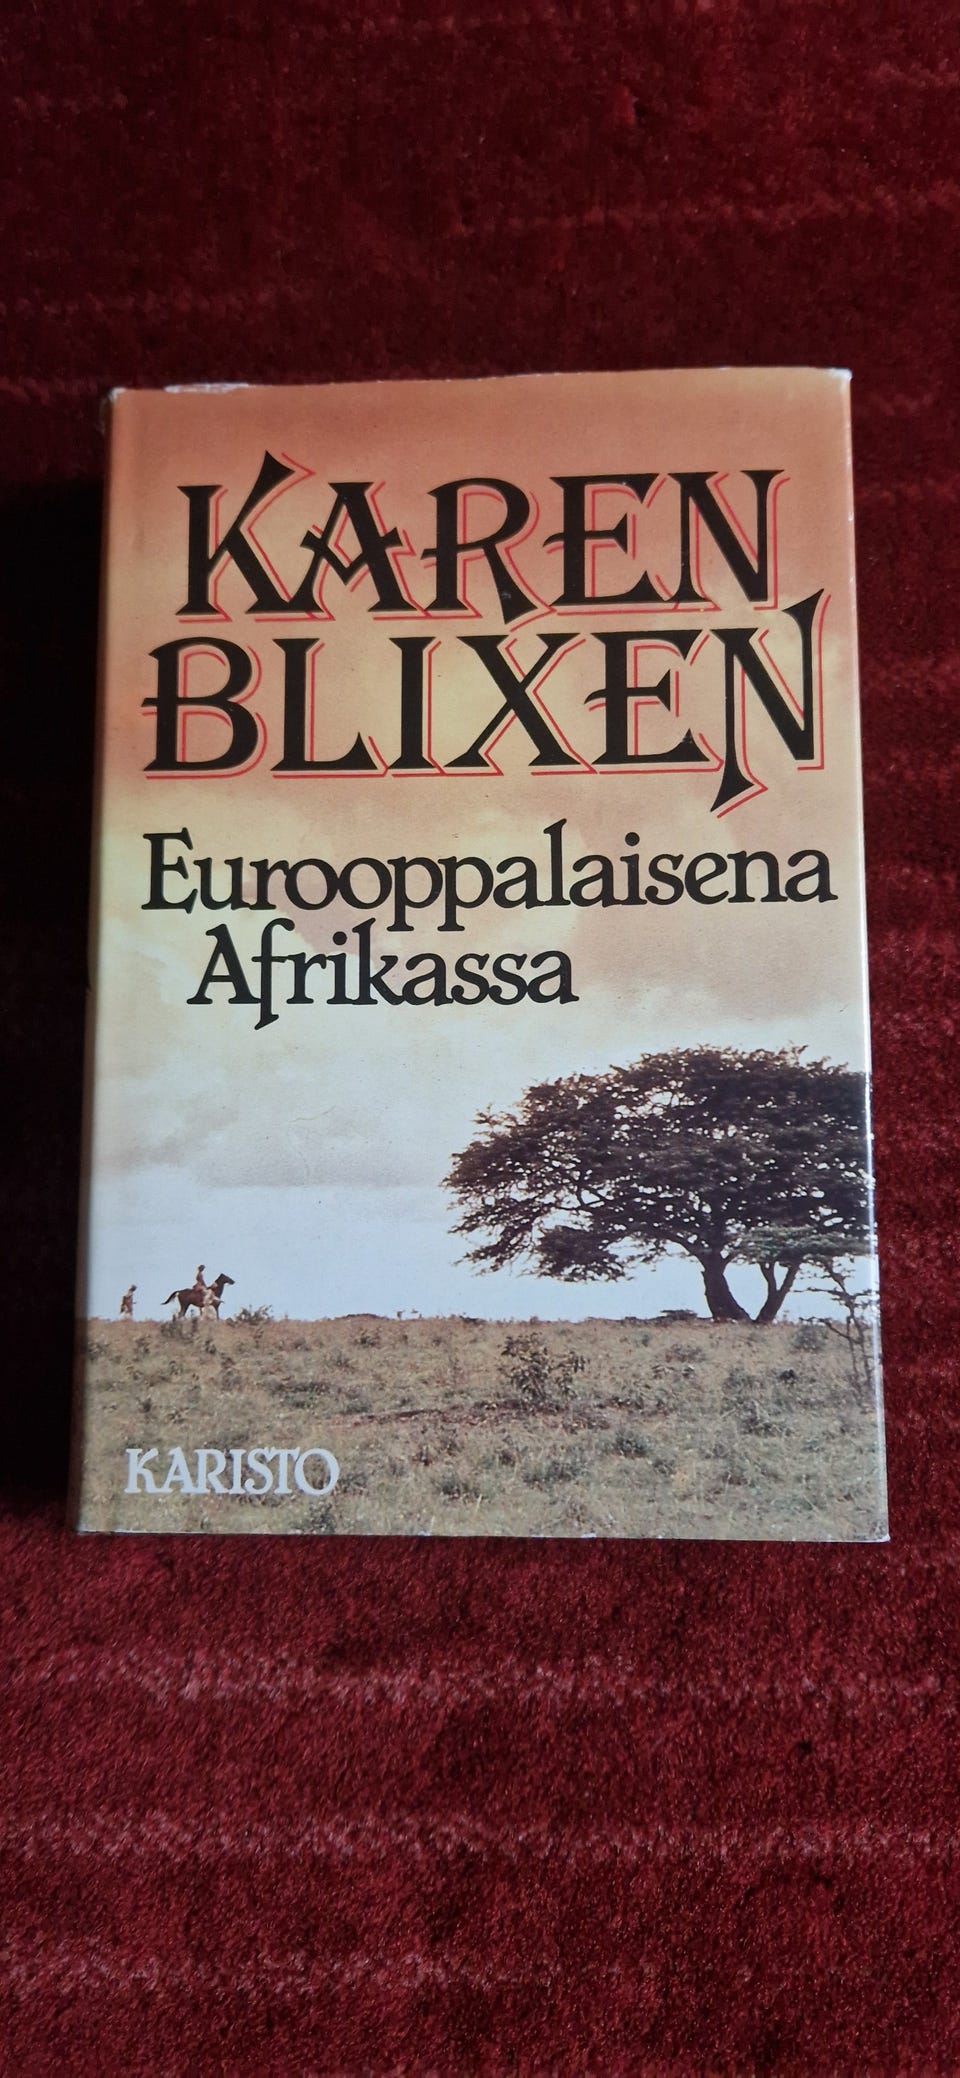 KAREN
BLIXEN
Eurooppalaisena
Afrikassa
KARISTO